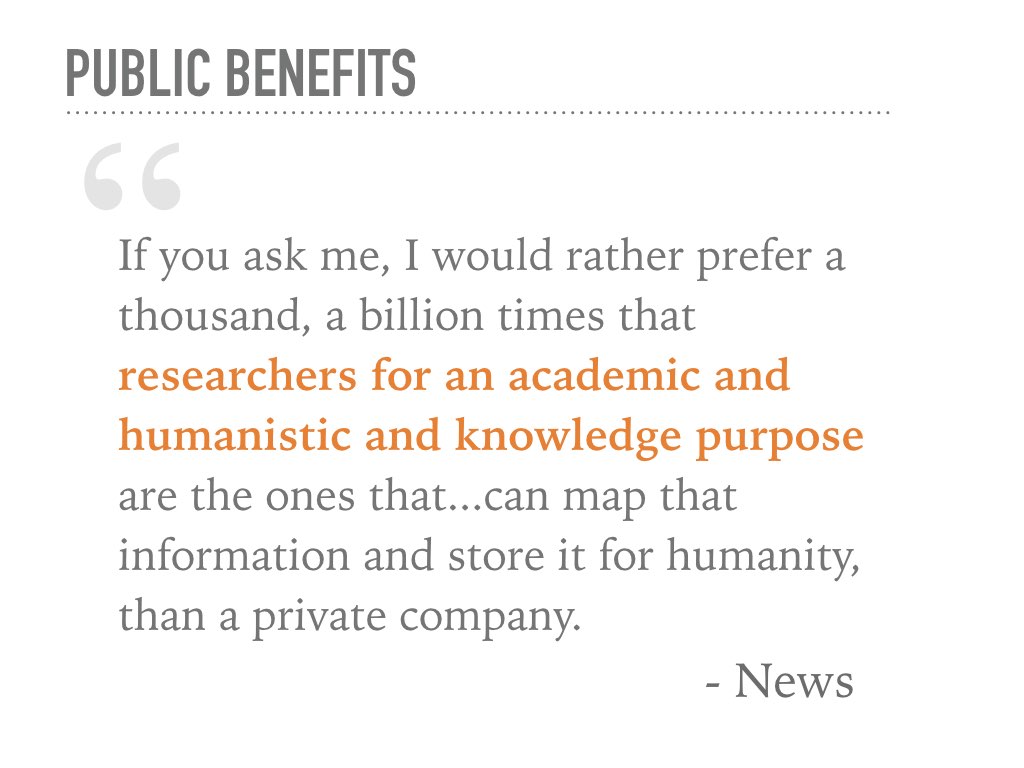 PUBLIC BENEFITS
“
If you ask me, I would rather prefer a
thousand, a billion times that
researchers for an academic and
humanistic and knowledge purpose
are the ones that...can map that
information and store it for humanity,
than a private company.
- News